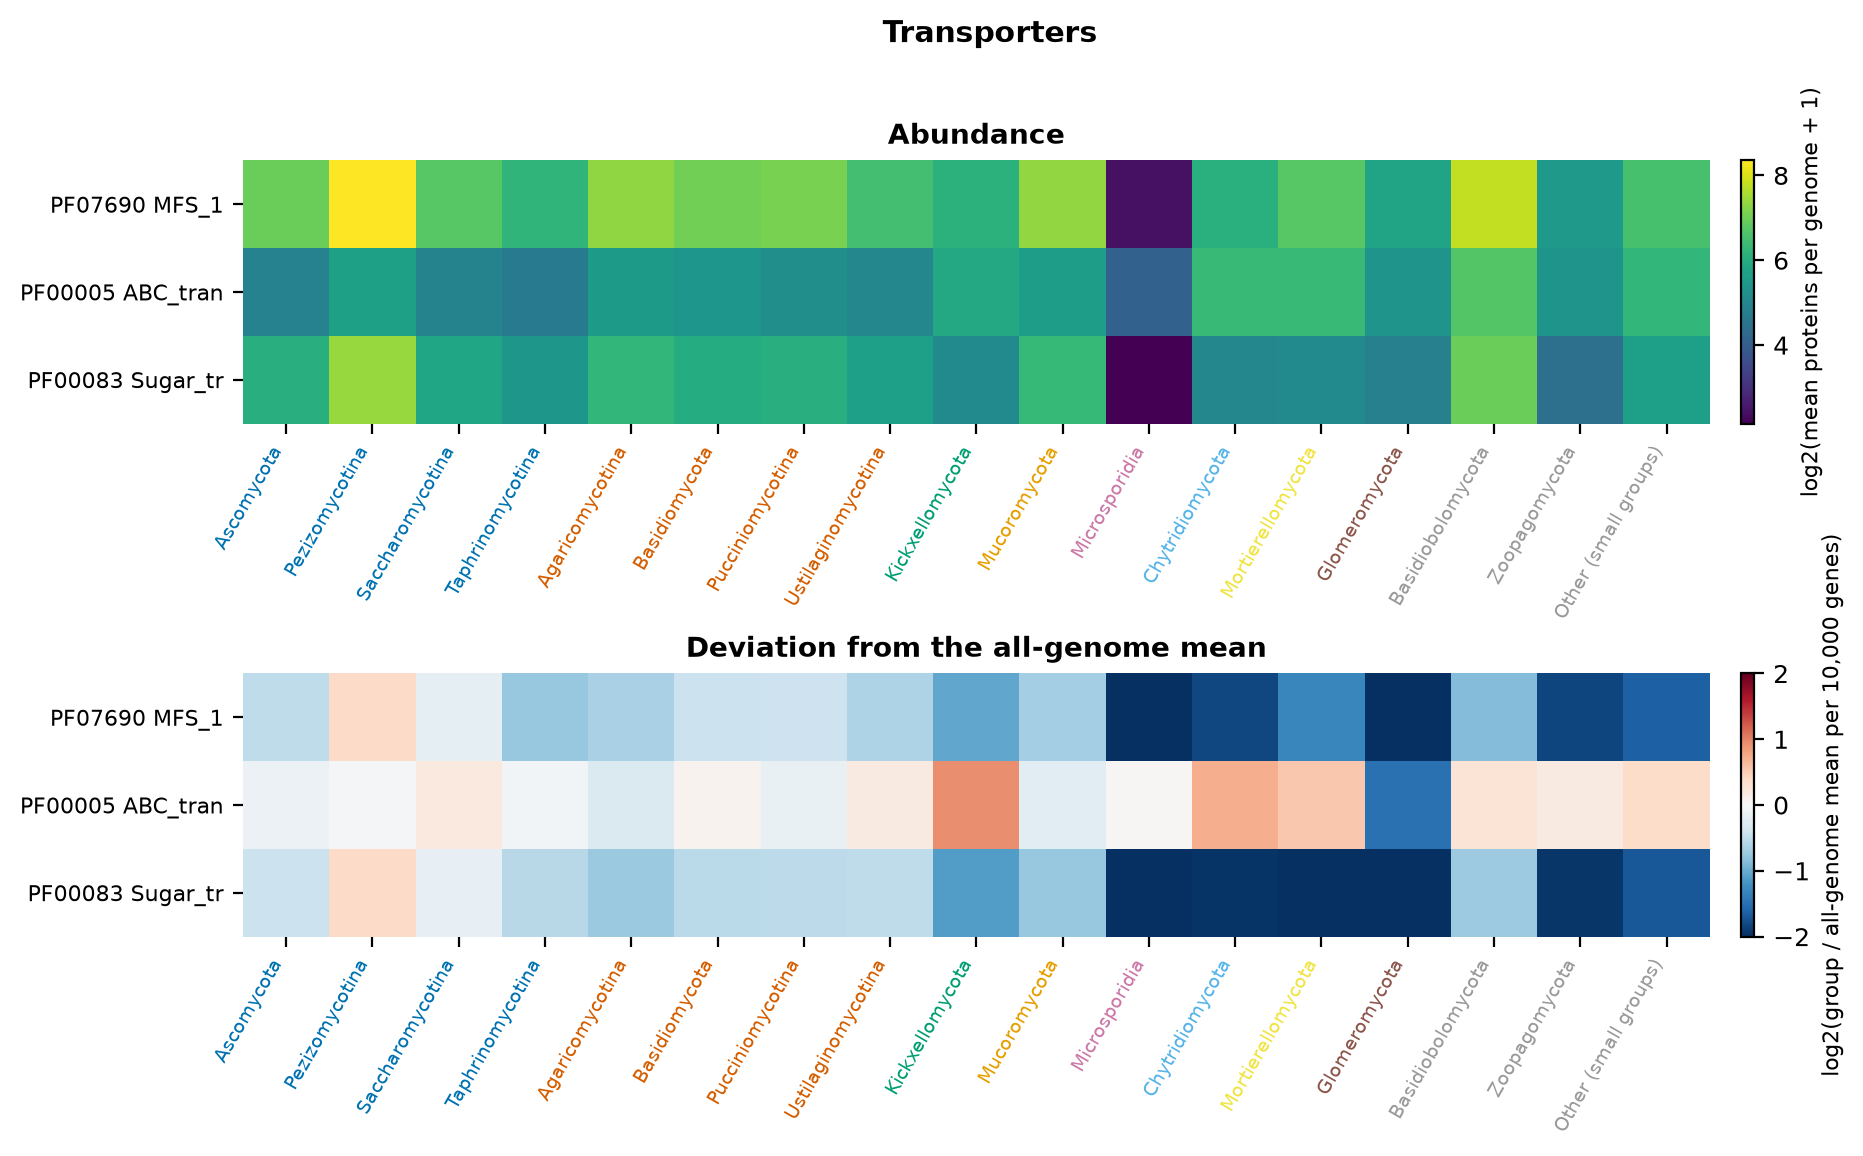 Transporters
Abundance
PF07690 MFS_1
PF00005 ABC_tran
PF00083 Sugar_tr
Ascomycota
Pezizomycotina
Saccharomycotina
Taphrinomycotina
Agaricomycotina
Basidiomycota
Pucciniomycotina
Ustilaginomycotina
Kickxellomycota
Mucoromycota
Microsporidia
Chytridiomycota
Mortierellomycota
Glomeromycota
Basidiobolomycota
Zoopagomycota
Other (small groups)
8
6
4
log2(mean proteins per genome + 1)
Deviation from the all-genome mean
PF07690 MFS_1
PF00005 ABC_tran
PF00083 Sugar_tr
Ascomycota
Pezizomycotina
Saccharomycotina
Taphrinomycotina
Agaricomycotina
Basidiomycota
Pucciniomycotina
Ustilaginomycotina
Kickxellomycota
Mucoromycota
Microsporidia
Chytridiomycota
Mortierellomycota
Glomeromycota
Basidiobolomycota
Zoopagomycota
Other (small groups)
2
1
0
−1
−2
log2(group / all-genome mean per 10,000 genes)